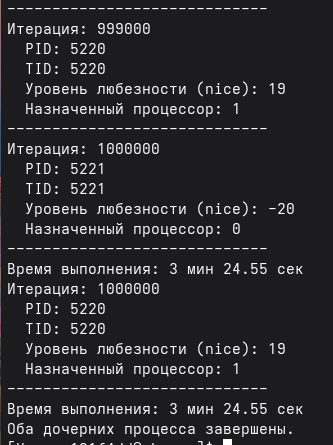 -----------------------------
Итерация: 999000
PID: 5220
TID: 5220
Уровень любезности (nice): 19
Назначенный процессор: 1
-----------------------------
Итерация: 1000000
PID: 5221
TID: 5221
Уровень любезности (nice): -20
Назначенный процессор: 0
-----------------------------
Время выполнения: 3 мин 24.55 сек
Итерация: 1000000
PID: 5220
TID: 5220
Уровень любезности (nice): 19
Назначенный процессор: 1
-----------------------------
Время выполнения: 3 мин 24.55 сек
Оба дочерних процесса завершены.